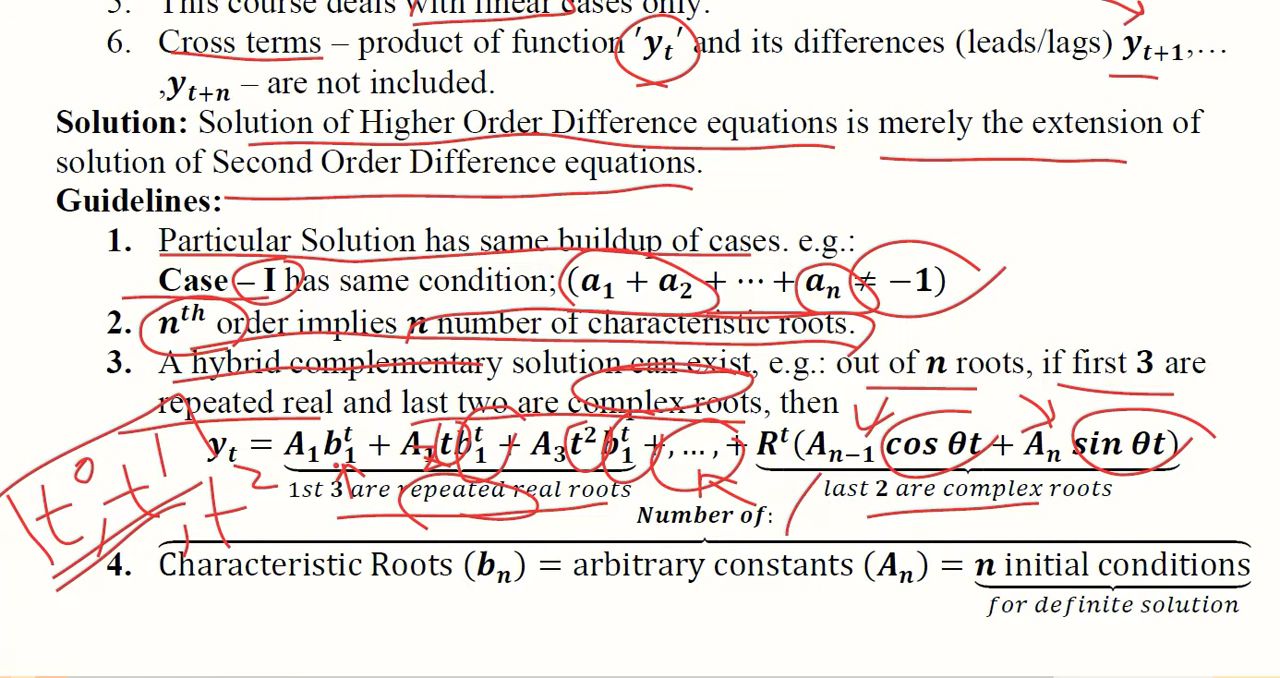 5. This course deals with linear cases only.
6. Cross terms – product of function 'yₜ' and its differences (leads/lags) yₜ₊₁,…
,yₜ₊ₙ – are not included.
Solution: Solution of Higher Order Difference equations is merely the extension of
solution of Second Order Difference equations.
Guidelines:
1. Particular Solution has same buildup of cases. e.g.:
Case – I has same condition; (a₁ + a₂ + ⋯ + aₙ ≠ −1)
2. nᵗʰ order implies n number of characteristic roots.
3. A hybrid complementary solution can exist, e.g.: out of n roots, if first 3 are
repeated real and last two are complex roots, then
yₜ = A₁b₁ᵗ + A₂tb₁ᵗ + A₃t²b₁ᵗ +, … , + Rᵗ(Aₙ₋₁ cos θt + Aₙ sin θt)
1st 3 are repeated real roots last 2 are complex roots
t⁰, t¹, t²
Number of:
4. Characteristic Roots (bₙ) = arbitrary constants (Aₙ) = n initial conditions
for definite solution